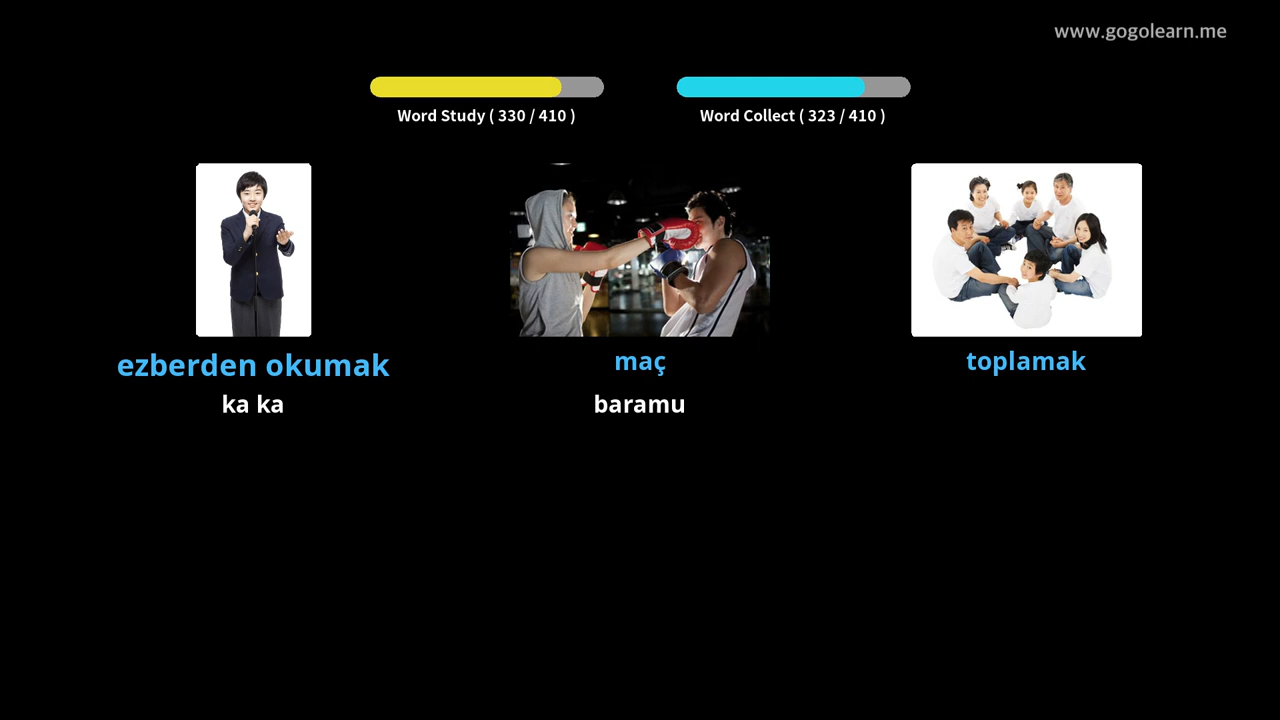 www.gogolearn.me
Word Study ( 330 / 410 )
Word Collect ( 323 / 410 )
ezberden okumak
maç
toplamak
ka ka
baramu